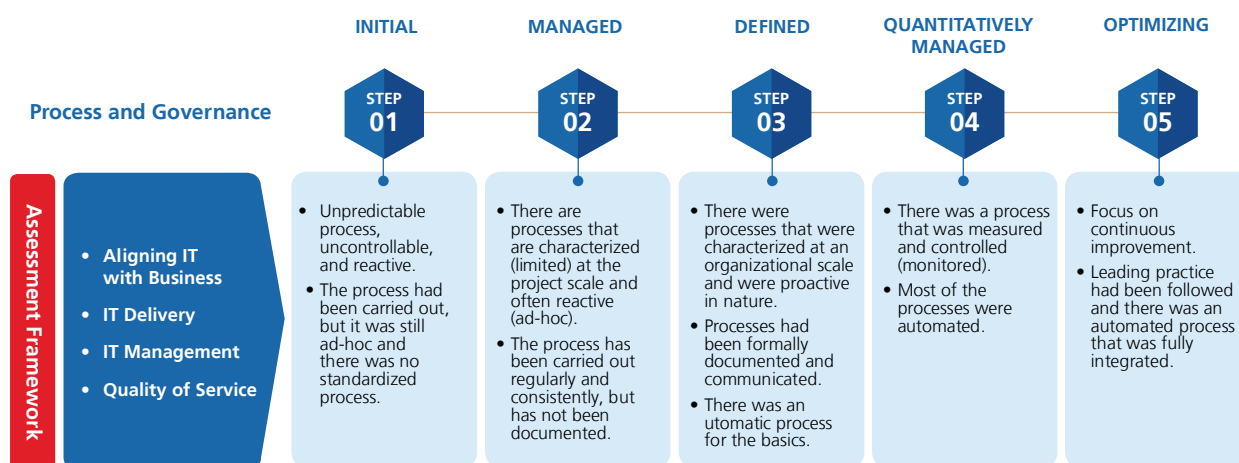 INITIAL
MANAGED
DEFINED
QUANTITATIVELY
MANAGED
OPTIMIZING
Process and Governance
STEP
01
STEP
02
STEP
03
STEP
04
STEP
05
Assessment Framework
• Aligning IT
with Business
• IT Delivery
• IT Management
• Quality of Service
• Unpredictable
process,
uncontrollable,
and reactive.
• The process had
been carried out,
but it was still
ad-hoc and
there was no
standardized
process.
• There are
processes that
are characterized
(limited) at the
project scale and
often reactive
(ad-hoc).
• The process has
been carried out
regularly and
consistently, but
has not been
documented.
• There were
processes that were
characterized at an
organizational scale
and were proactive
in nature.
• Processes had
been formally
documented and
communicated.
• There was an
utomatic process
for the basics.
• There was a process
that was measured
and controlled
(monitored).
• Most of the
processes were
automated.
• Focus on
continuous
improvement.
• Leading practice
had been followed
and there was an
automated process
that was fully
integrated.